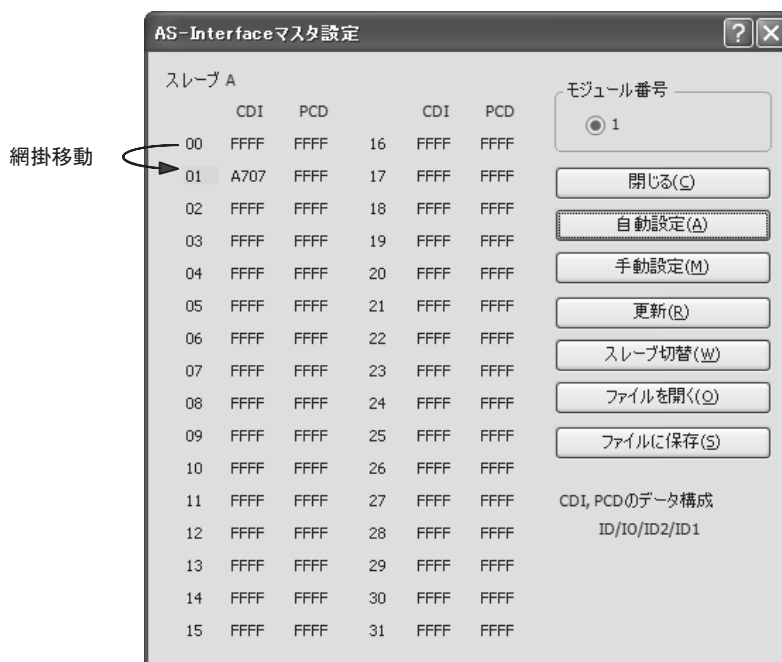 AS-Interfaceマスタ設定
スレーブ A
CDI PCD CDI PCD
00 FFFF FFFF 16 FFFF FFFF
01 A707 FFFF 17 FFFF FFFF
02 FFFF FFFF 18 FFFF FFFF
03 FFFF FFFF 19 FFFF FFFF
04 FFFF FFFF 20 FFFF FFFF
05 FFFF FFFF 21 FFFF FFFF
06 FFFF FFFF 22 FFFF FFFF
07 FFFF FFFF 23 FFFF FFFF
08 FFFF FFFF 24 FFFF FFFF
09 FFFF FFFF 25 FFFF FFFF
10 FFFF FFFF 26 FFFF FFFF
11 FFFF FFFF 27 FFFF FFFF
12 FFFF FFFF 28 FFFF FFFF
13 FFFF FFFF 29 FFFF FFFF
14 FFFF FFFF 30 FFFF FFFF
15 FFFF FFFF 31 FFFF FFFF
網掛移動
モジュール番号
1
閉じる(C)
自動設定(A)
手動設定(M)
更新(R)
スレーブ切替(W)
ファイルを開く(O)
ファイルに保存(S)
CDI, PCDのデータ構成
ID/IO/ID2/ID1